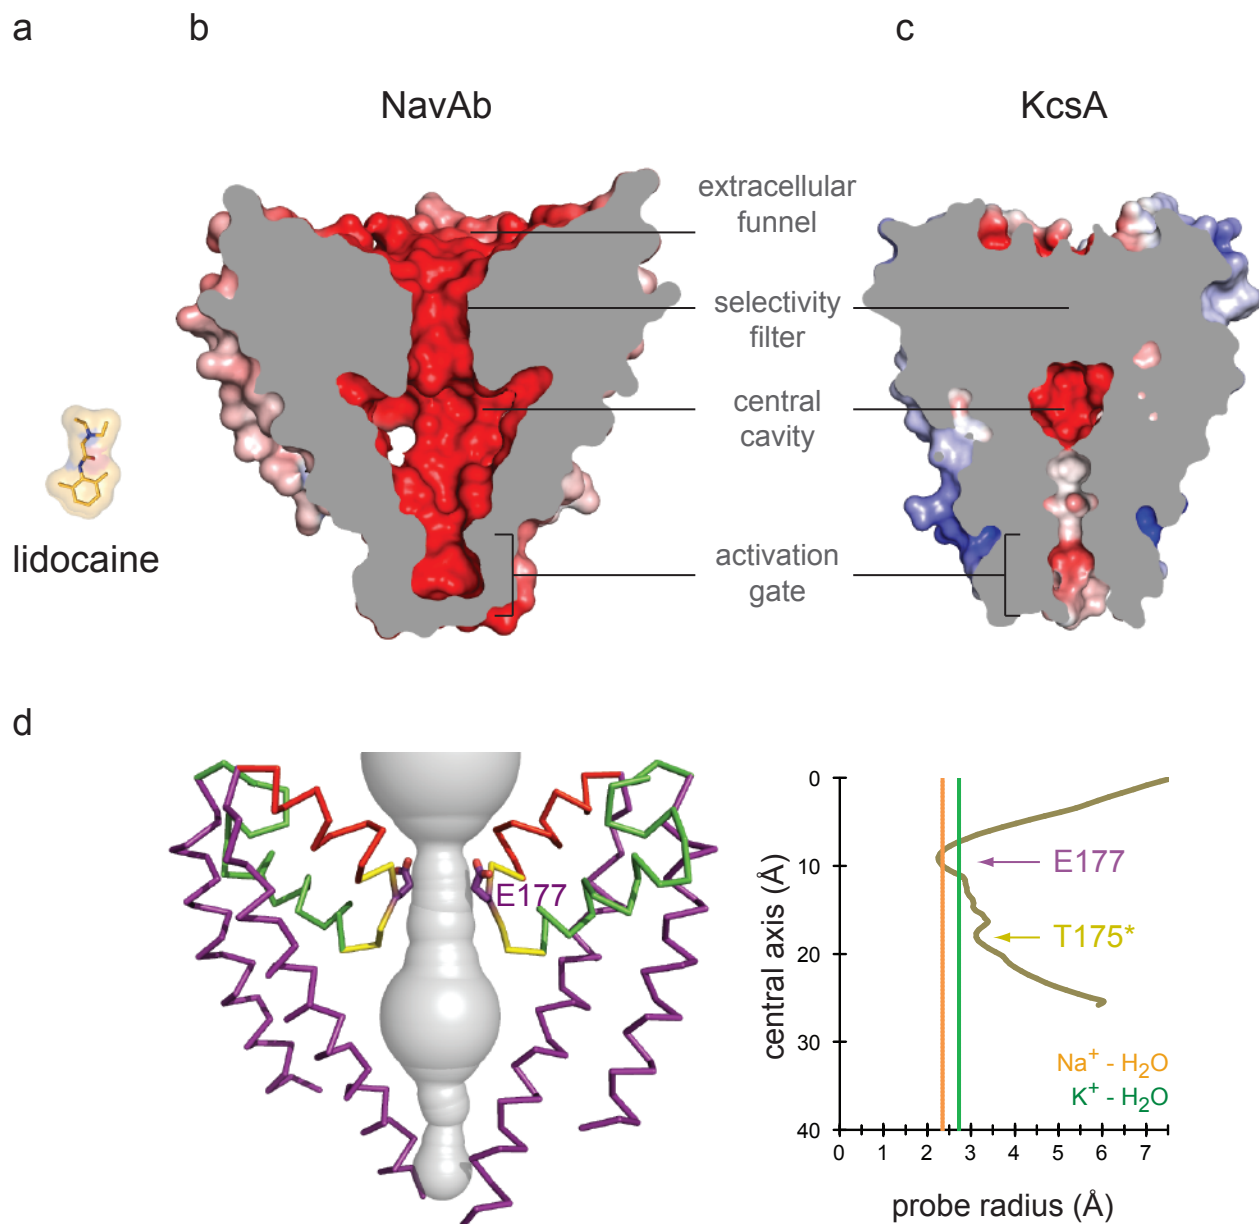 a
b
c
NavAb
KcsA
extracellular
funnel
selectivity
filter
central
cavity
activation
gate
lidocaine
d
E177
central axis (Å)
0
10
20
30
40
E177
T175*
Na⁺ - H₂O
K⁺ - H₂O
0 1 2 3 4 5 6 7
probe radius (Å)